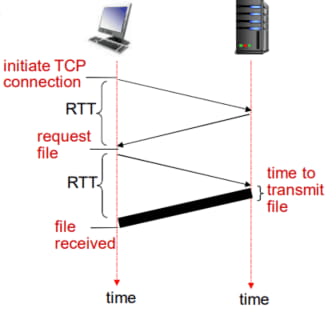 initiate TCP
connection
RTT
request
file
RTT
time to
transmit
file
file
received
time
time